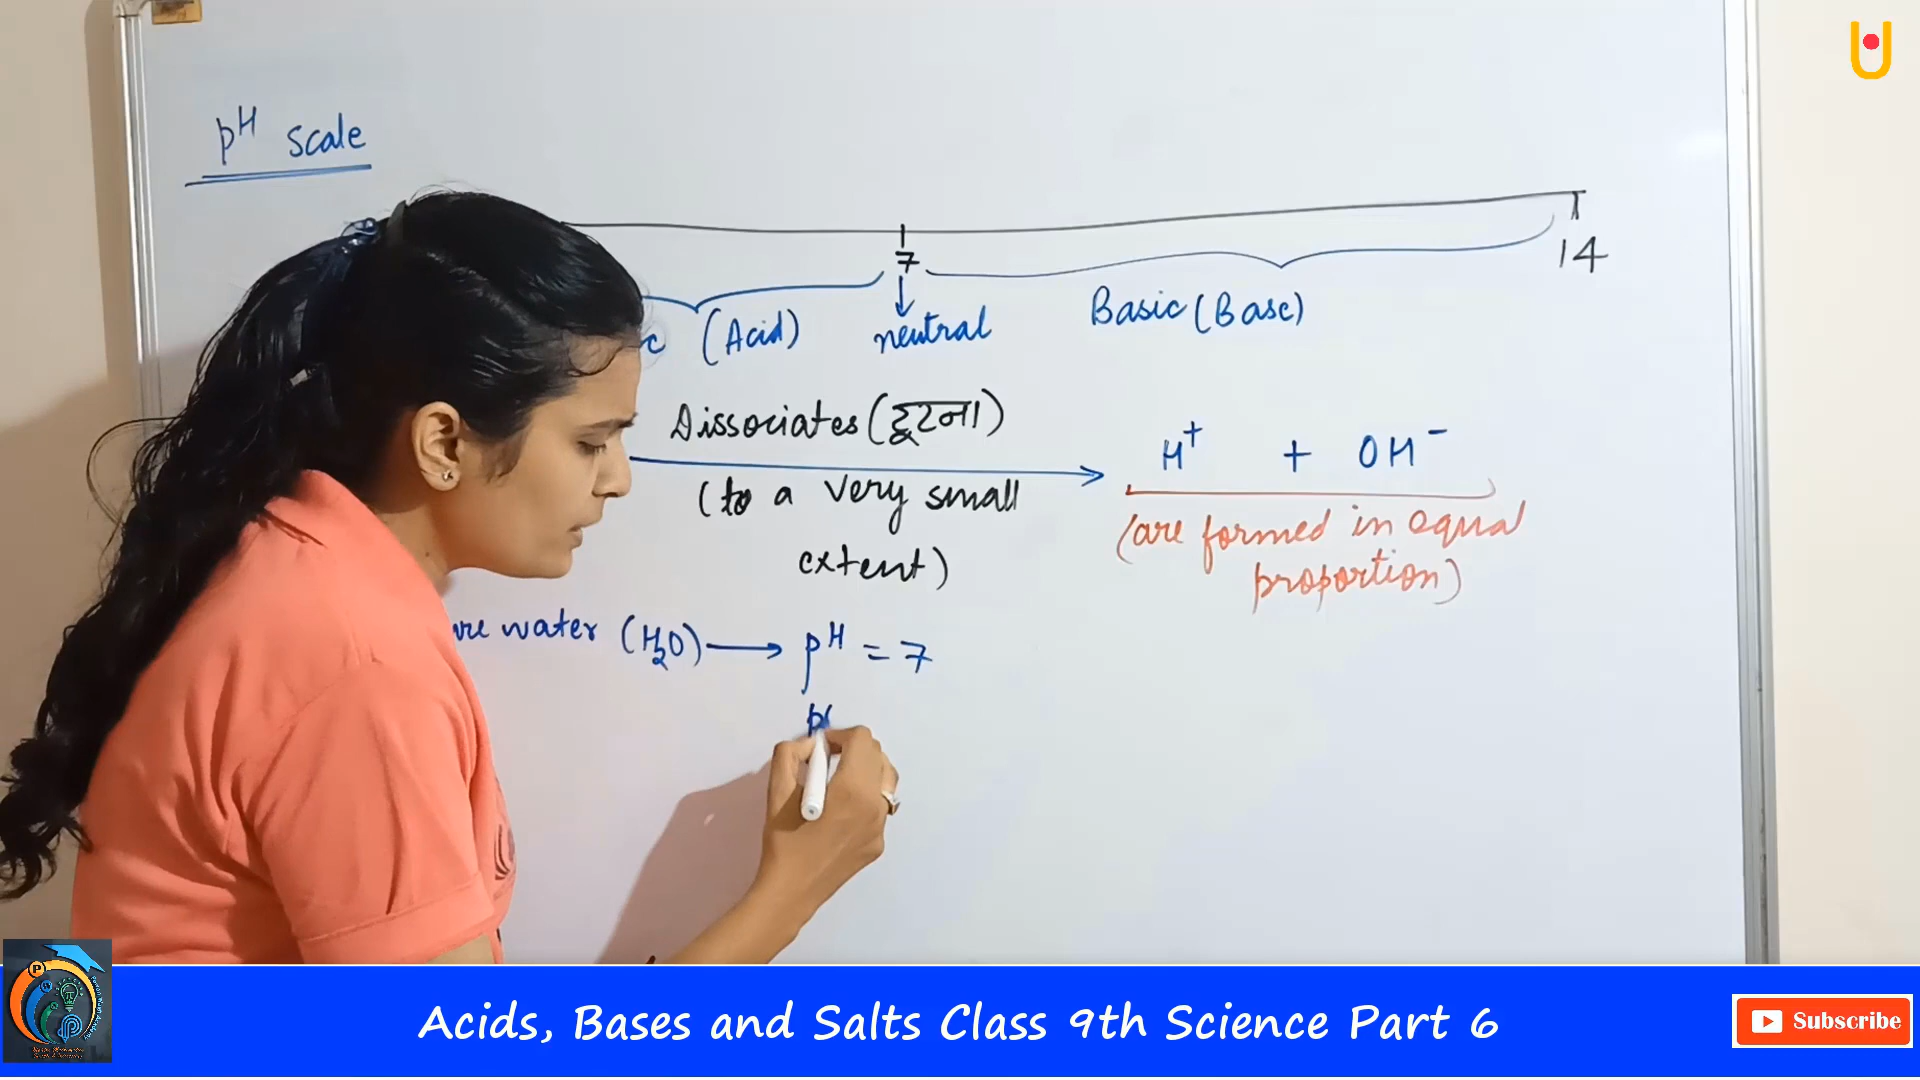 pH scale
7
14
(Acid)
neutral
Basic (Base)
Dissociates (टूटना)
(to a very small
extent)
H⁺ + OH⁻
(are formed in equal
proportion)
water (H₂O) → pH = 7
Acids, Bases and Salts Class 9th Science Part 6
Subscribe